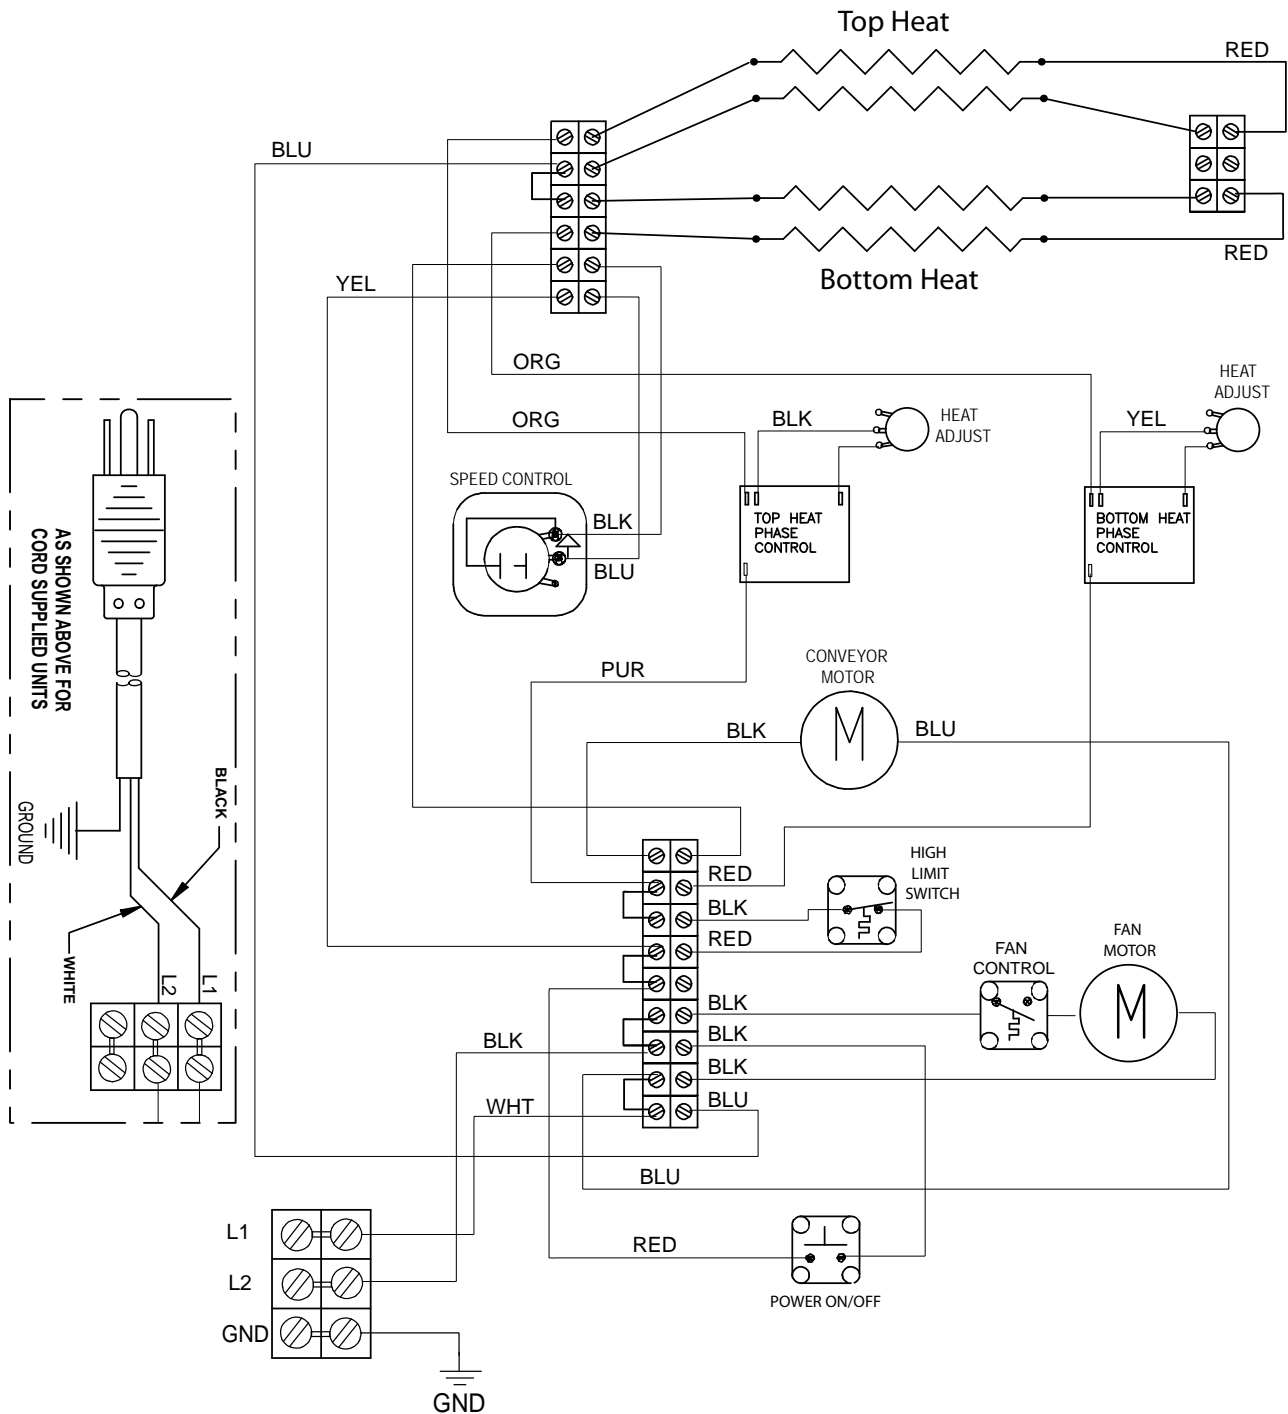 Top Heat
RED
BLU
Bottom Heat
RED
YEL
ORG
HEAT
ADJUST
ORG
BLK
HEAT
ADJUST
YEL
SPEED CONTROL
BLK
BLU
TOP HEAT
PHASE
CONTROL
BOTTOM HEAT
PHASE
CONTROL
AS SHOWN ABOVE FOR
CORD SUPPLIED UNITS
GROUND
BLACK
WHITE
L2
L1
PUR
CONVEYOR
MOTOR
BLK
BLU
RED
HIGH
LIMIT
SWITCH
BLK
RED
FAN
CONTROL
FAN
MOTOR
BLK
BLK
BLK
BLK
WHT
BLU
BLU
L1
RED
L2
POWER ON/OFF
GND
GND
M
M